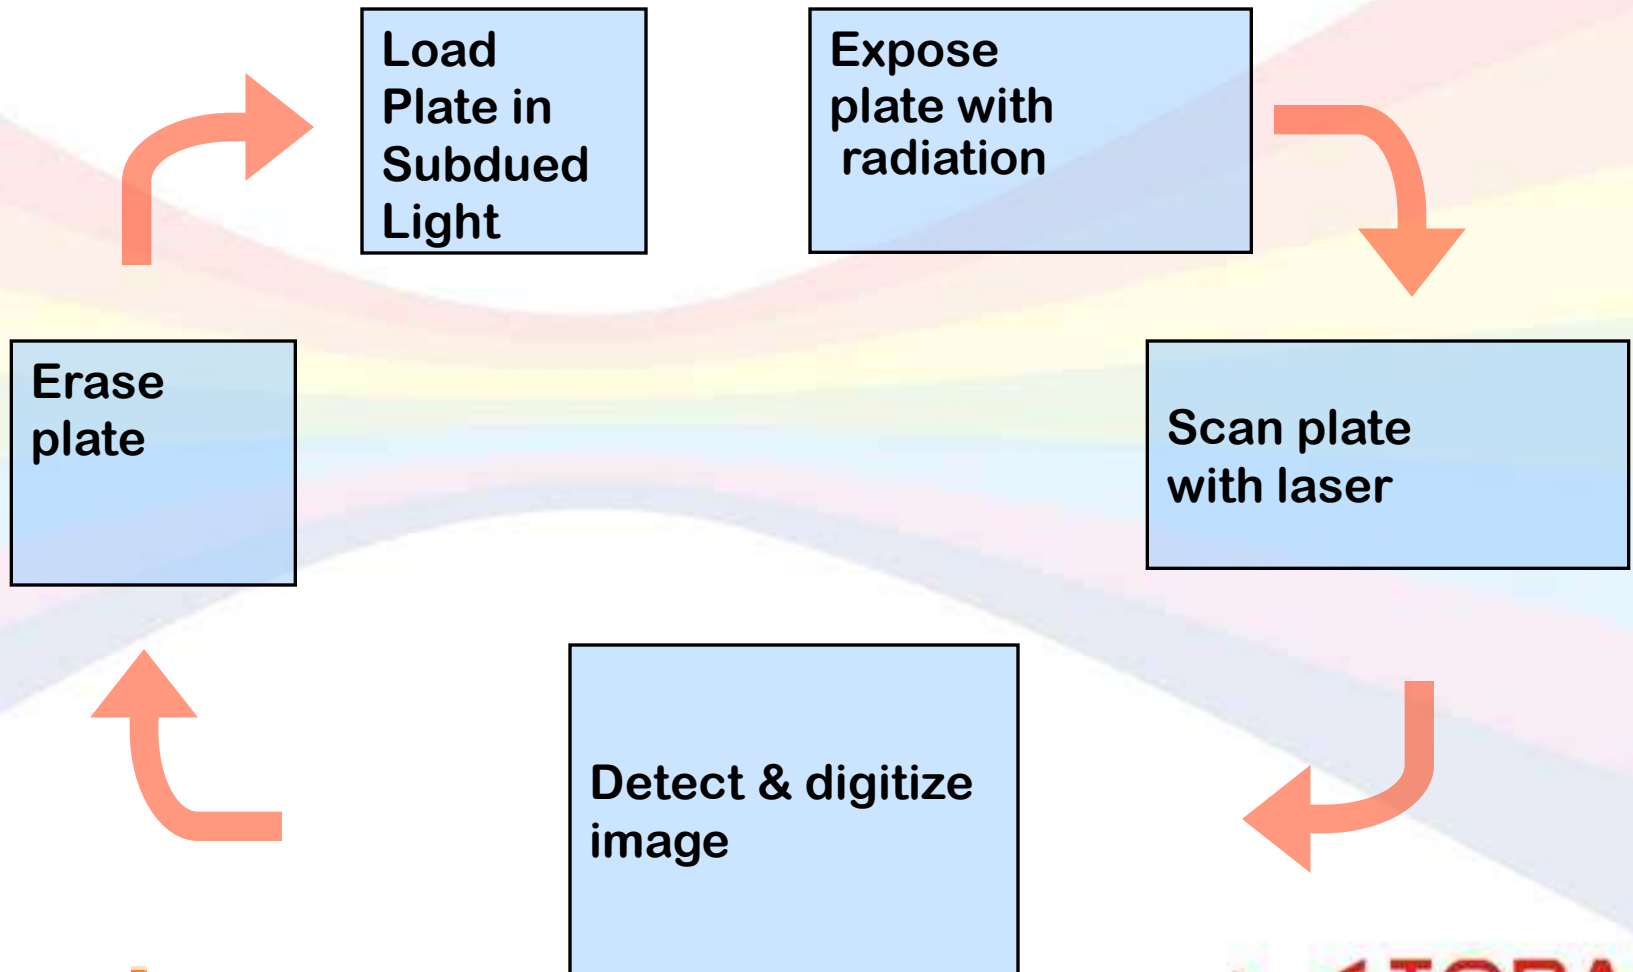 Load
Plate in
Subdued
Light
Expose
plate with
radiation
Scan plate
with laser
Detect & digitize
image
Erase
plate